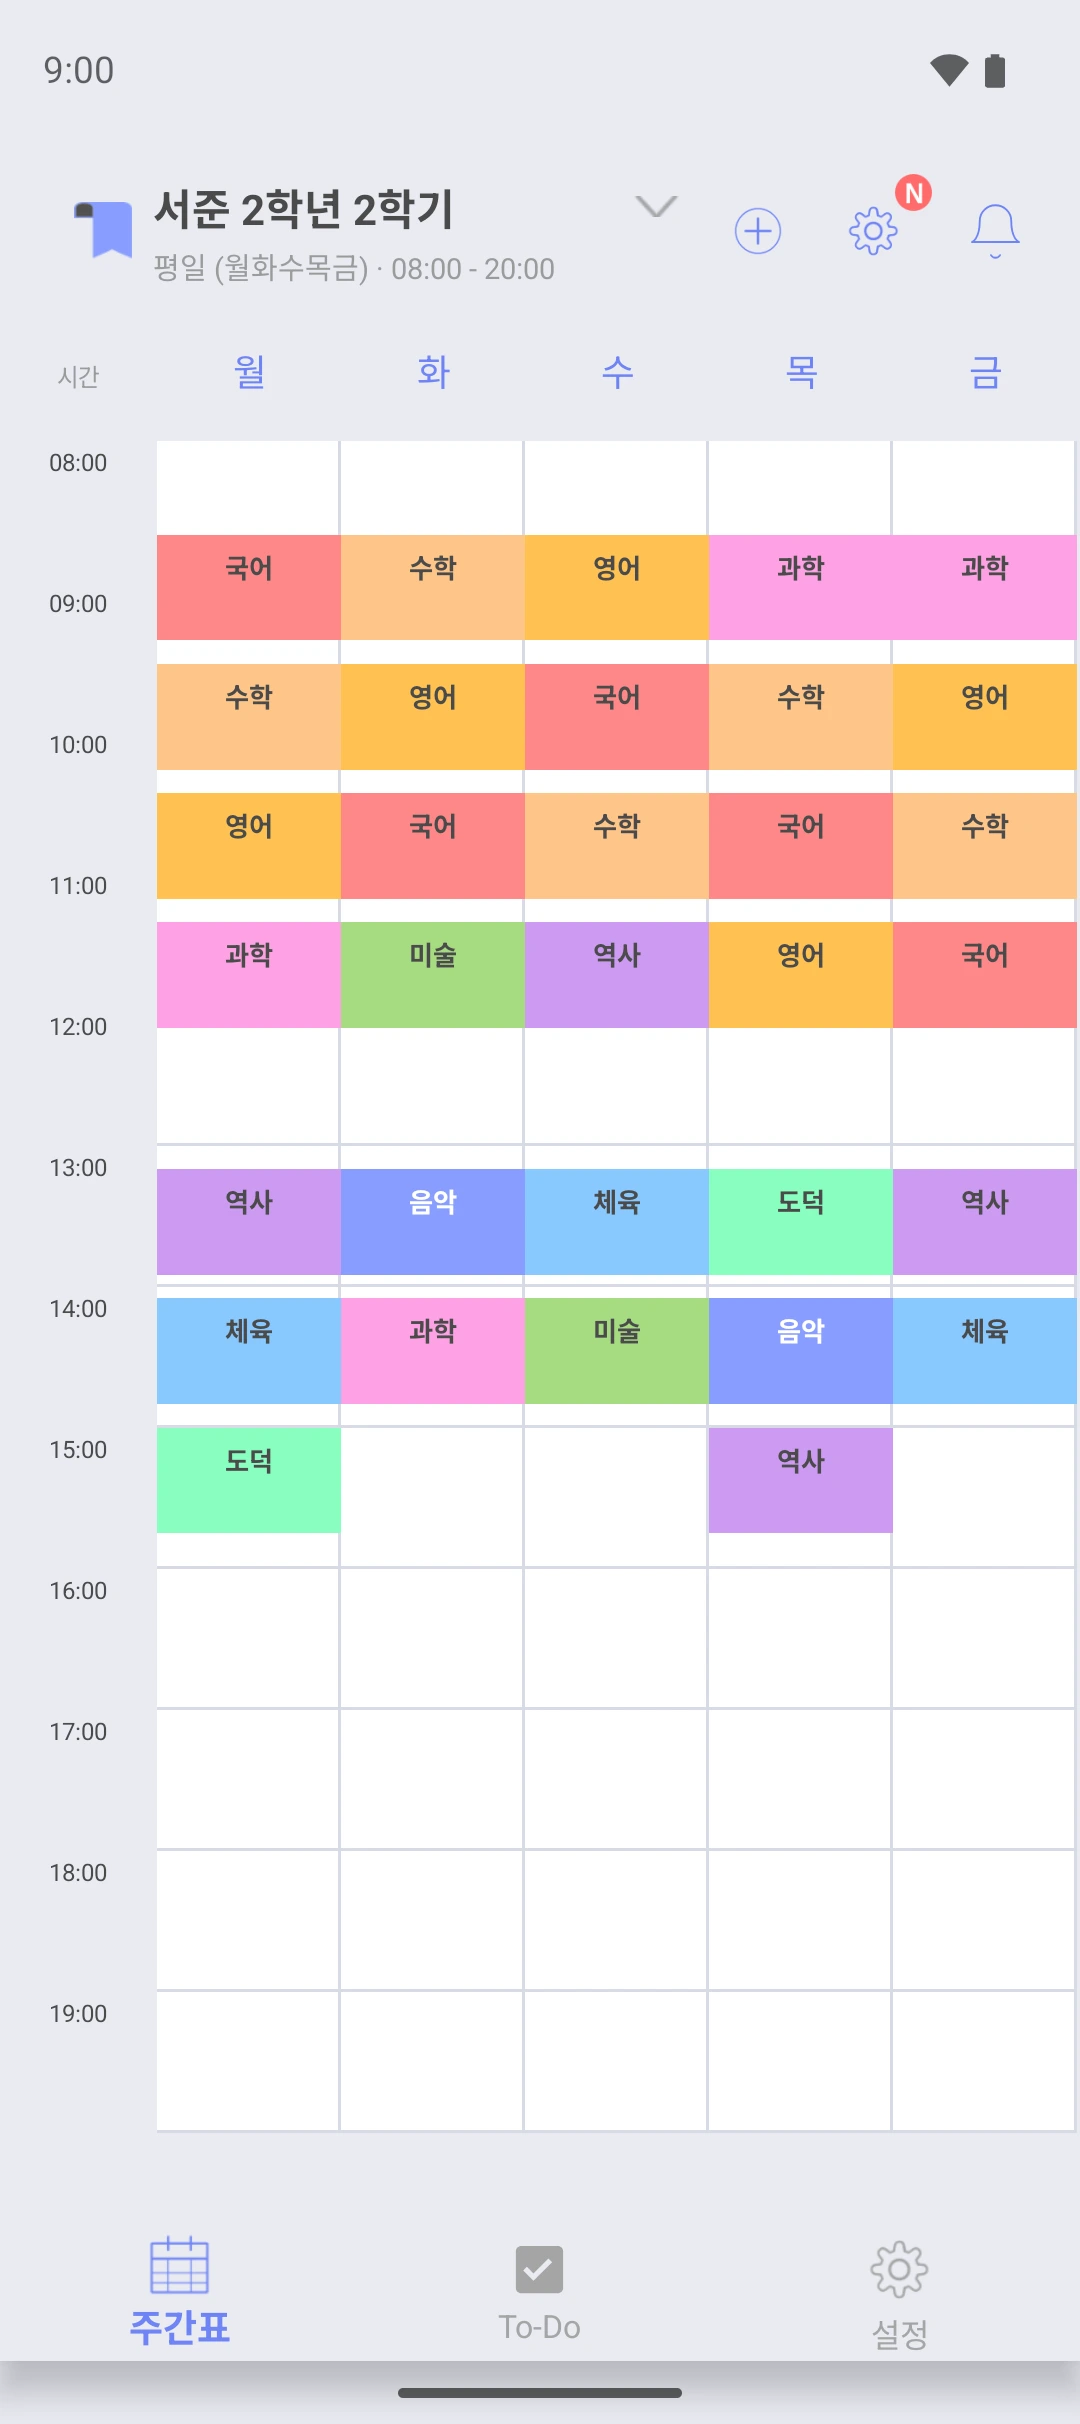 9:00
서준 2학년 2학기
N
평일 (월화수목금) · 08:00 - 20:00
시간 월 화 수 목 금
08:00
국어 수학 영어 과학 과학
09:00
수학 영어 국어 수학 영어
10:00
영어 국어 수학 국어 수학
11:00
과학 미술 역사 영어 국어
12:00
13:00
역사 음악 체육 도덕 역사
14:00
체육 과학 미술 음악 체육
15:00
도덕 역사
16:00
17:00
18:00
19:00
주간표 To-Do 설정